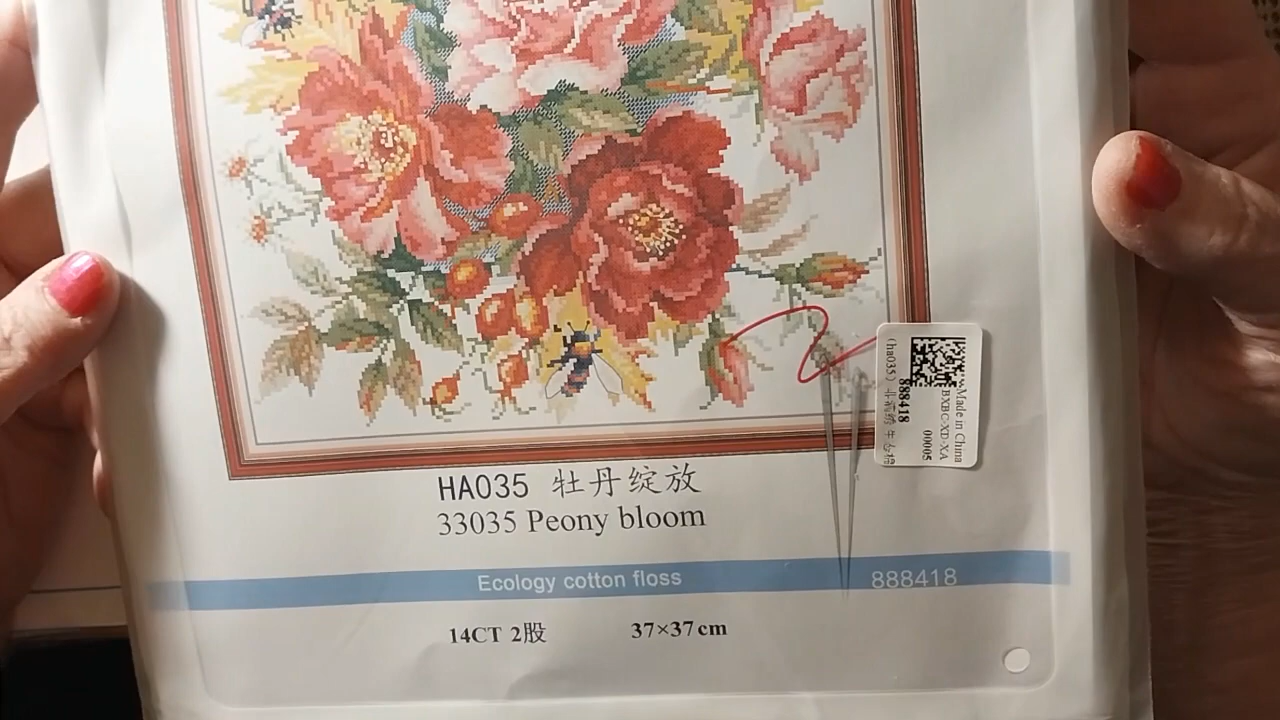 HA035 牡丹绽放
33035 Peony bloom
Ecology cotton floss 888418
14CT 2股 37×37cm
Made in China
BXBC-XD-XA
00005
888418
(ha035)